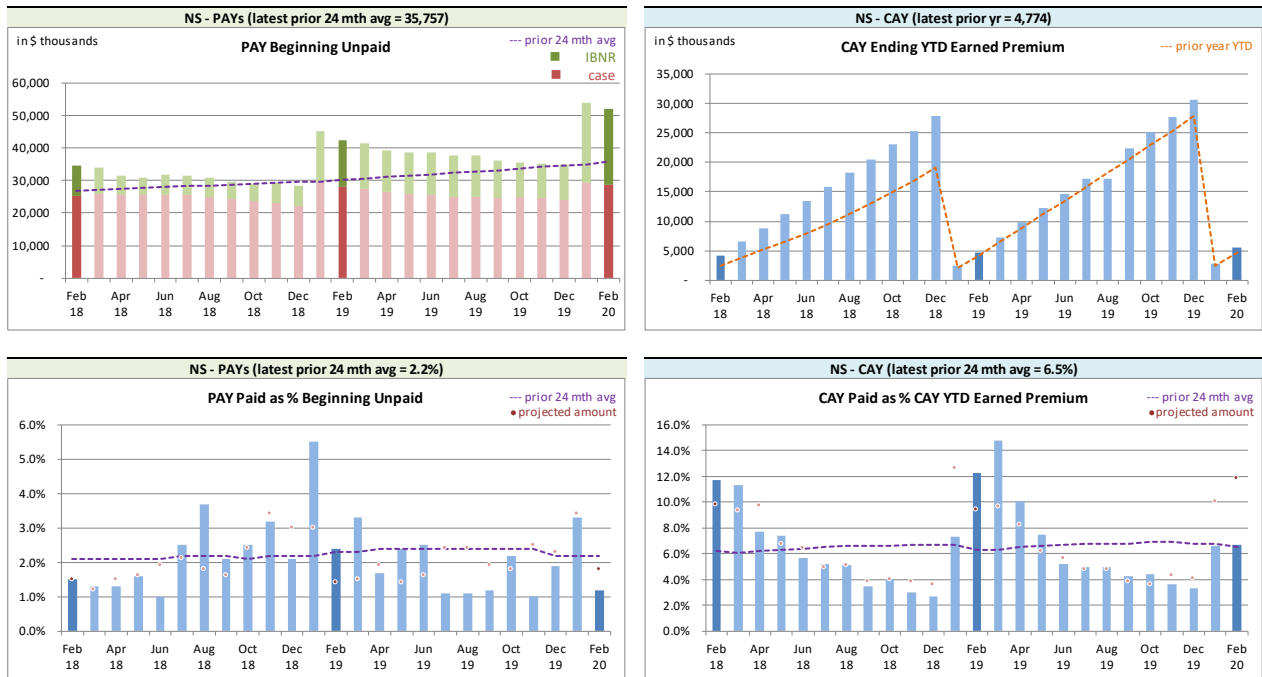 NS - PAYs (latest prior 24 mth avg = 35,757)
in $ thousands
PAY Beginning Unpaid
--- prior 24 mth avg
IBNR
case
60,000
50,000
40,000
30,000
20,000
10,000
-
Feb Apr Jun Aug Oct Dec Feb Apr Jun Aug Oct Dec Feb
18 18 18 18 18 18 19 19 19 19 19 19 20
NS - CAY (latest prior yr = 4,774)
in $ thousands
CAY Ending YTD Earned Premium
--- prior year YTD
35,000
30,000
25,000
20,000
15,000
10,000
5,000
-
Feb Apr Jun Aug Oct Dec Feb Apr Jun Aug Oct Dec Feb
18 18 18 18 18 18 19 19 19 19 19 19 20
NS - PAYs (latest prior 24 mth avg = 2.2%)
PAY Paid as % Beginning Unpaid
--- prior 24 mth avg
projected amount
6.0%
5.0%
4.0%
3.0%
2.0%
1.0%
0.0%
Feb Apr Jun Aug Oct Dec Feb Apr Jun Aug Oct Dec Feb
18 18 18 18 18 18 19 19 19 19 19 19 20
NS - CAY (latest prior 24 mth avg = 6.5%)
CAY Paid as % CAY YTD Earned Premium
--- prior 24 mth avg
projected amount
16.0%
14.0%
12.0%
10.0%
8.0%
6.0%
4.0%
2.0%
0.0%
Feb Apr Jun Aug Oct Dec Feb Apr Jun Aug Oct Dec Feb
18 18 18 18 18 18 19 19 19 19 19 19 20